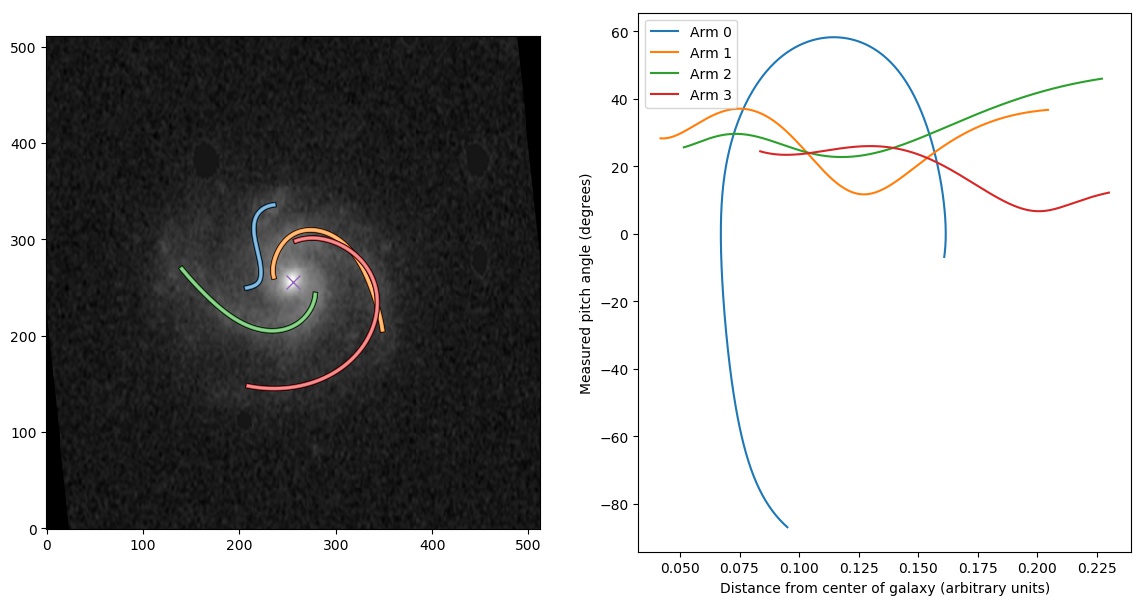 500
400
300
200
100
0
0 100 200 300 400 500
Measured pitch angle (degrees)
60
40
20
0
−20
−40
−60
−80
Arm 0
Arm 1
Arm 2
Arm 3
0.050 0.075 0.100 0.125 0.150 0.175 0.200 0.225
Distance from center of galaxy (arbitrary units)